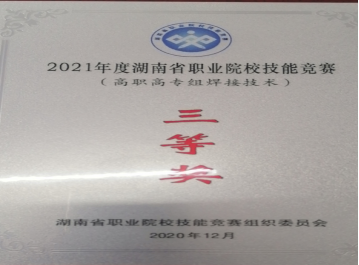 2021年度湖南省职业院校技能竞赛
（高职高专组焊接技术）
三等奖
湖南省职业院校技能竞赛组织委员会
2020年12月